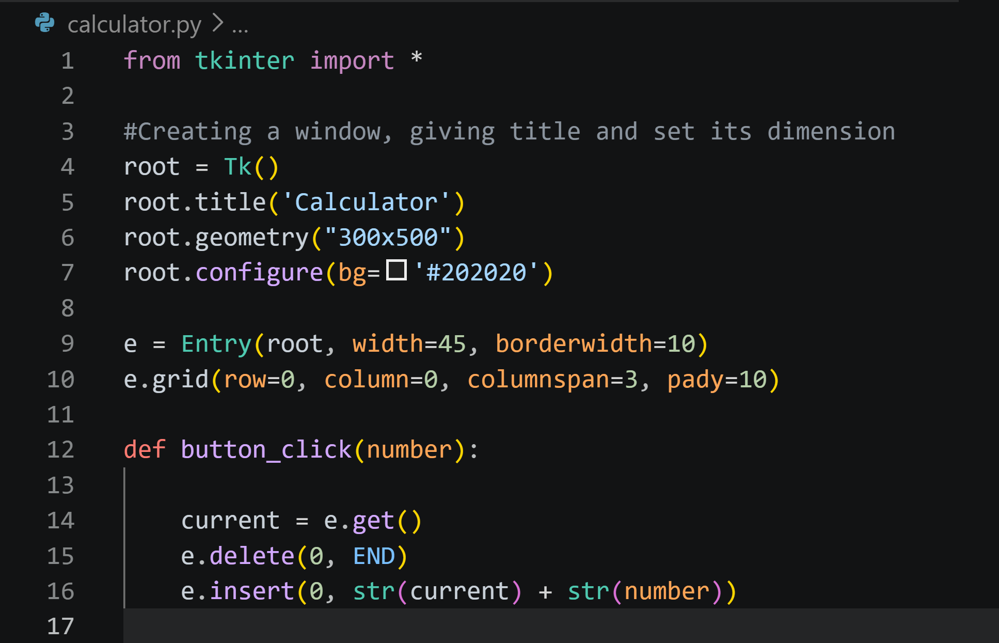 calculator.py > ...
1 from tkinter import *
2
3 #Creating a window, giving title and set its dimension
4 root = Tk()
5 root.title('Calculator')
6 root.geometry("300x500")
7 root.configure(bg='#202020')
8
9 e = Entry(root, width=45, borderwidth=10)
10 e.grid(row=0, column=0, columnspan=3, pady=10)
11
12 def button_click(number):
13
14     current = e.get()
15     e.delete(0, END)
16     e.insert(0, str(current) + str(number))
17